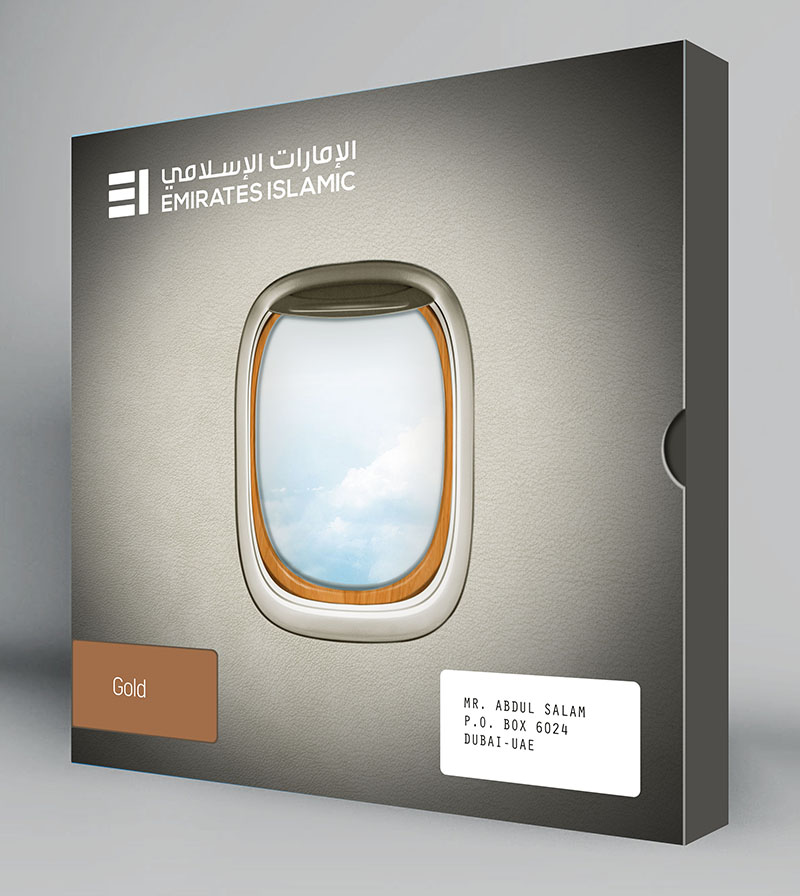 الإمارات الإسلامي
EMIRATES ISLAMIC
Gold
MR. ABDUL SALAM
P.O. BOX 6024
DUBAI-UAE